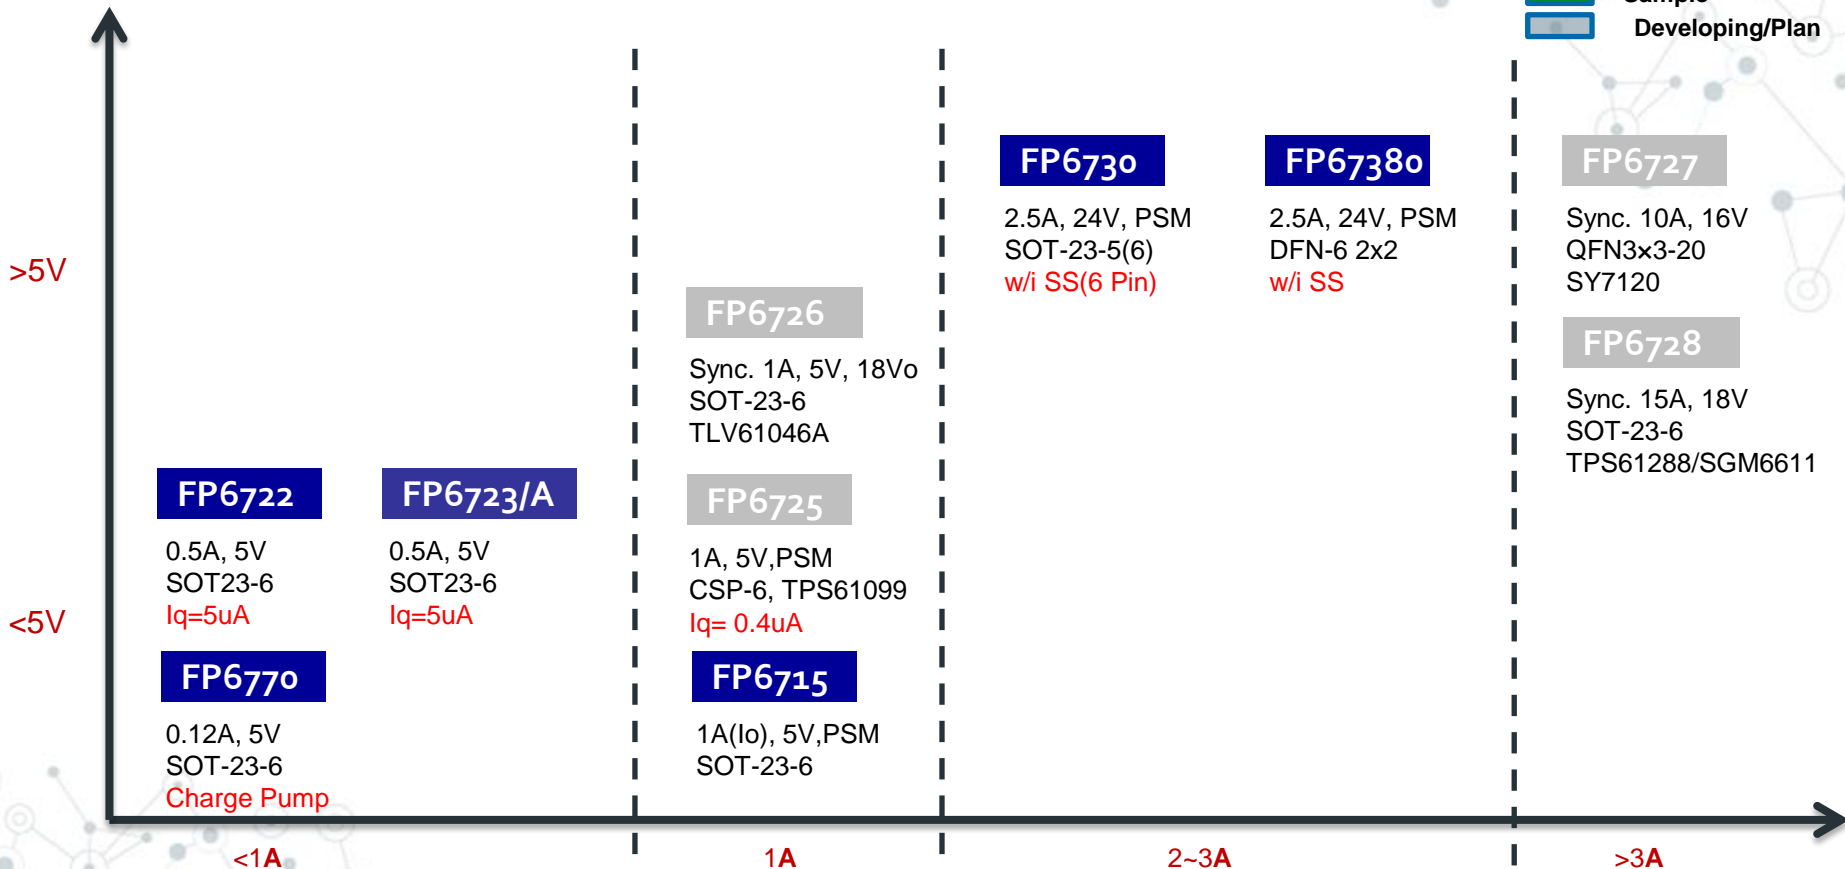 Sample
Developing/Plan
>5V
<5V
FP6730
2.5A, 24V, PSM
SOT-23-5(6)
w/i SS(6 Pin)
FP67380
2.5A, 24V, PSM
DFN-6 2x2
w/i SS
FP6727
Sync. 10A, 16V
QFN3×3-20
SY7120
FP6726
Sync. 1A, 5V, 18Vo
SOT-23-6
TLV61046A
FP6728
Sync. 15A, 18V
SOT-23-6
TPS61288/SGM6611
FP6722
0.5A, 5V
SOT23-6
Iq=5uA
FP6723/A
0.5A, 5V
SOT23-6
Iq=5uA
FP6725
1A, 5V,PSM
CSP-6, TPS61099
Iq= 0.4uA
FP6770
0.12A, 5V
SOT-23-6
Charge Pump
FP6715
1A(Io), 5V,PSM
SOT-23-6
<1A
1A
2~3A
>3A